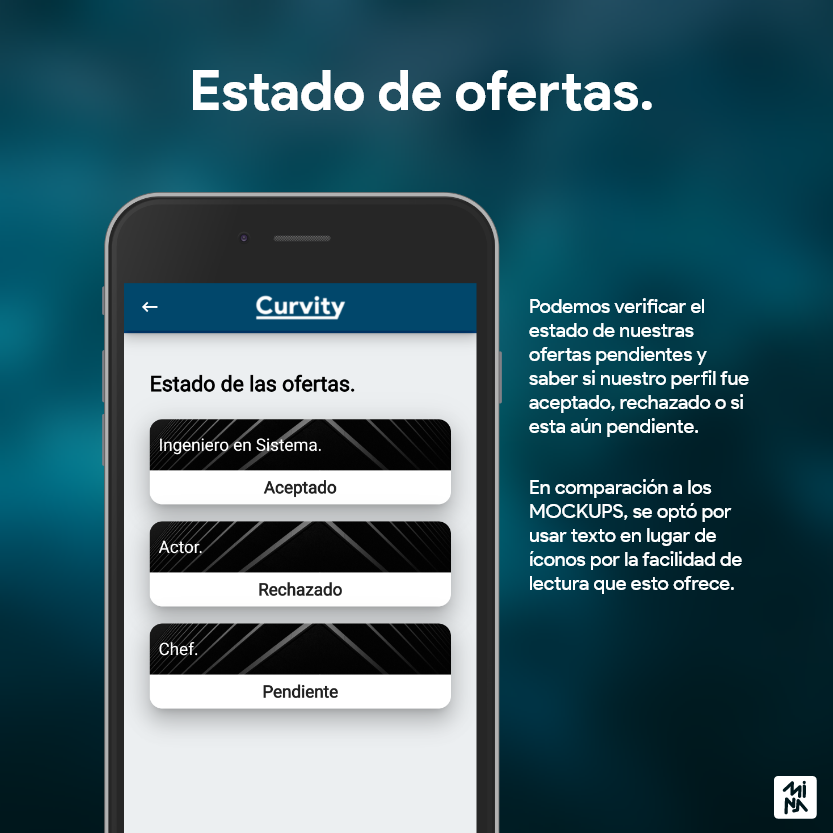 Estado de ofertas.
Curvity
Estado de las ofertas.
Ingeniero en Sistema.
Aceptado
Actor.
Rechazado
Chef.
Pendiente
Podemos verificar el
estado de nuestras
ofertas pendientes y
saber si nuestro perfil fue
aceptado, rechazado o si
esta aún pendiente.
En comparación a los
MOCKUPS, se optó por
usar texto en lugar de
íconos por la facilidad de
lectura que esto ofrece.
MiNA